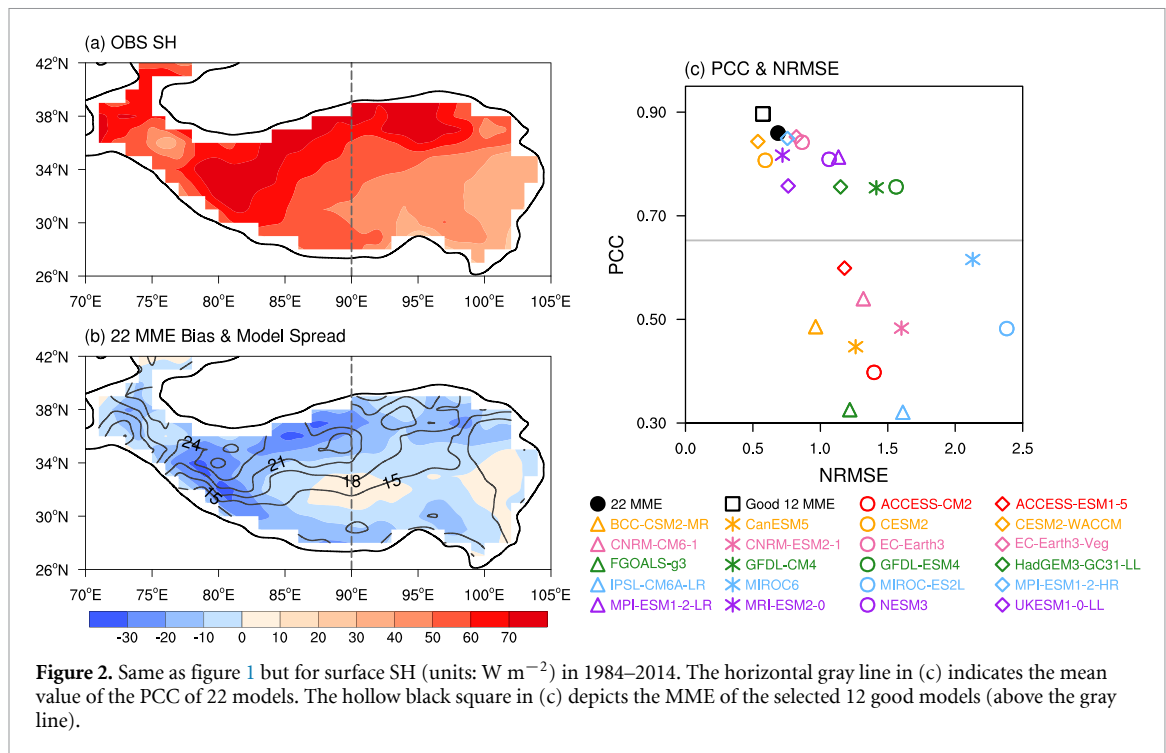 (a) OBS SH
42°N
38°N
34°N
30°N
26°N
70°E 75°E 80°E 85°E 90°E 95°E 100°E 105°E
(b) 22 MME Bias & Model Spread
42°N
38°N
34°N
30°N
26°N
24
21
18
15
15
70°E 75°E 80°E 85°E 90°E 95°E 100°E 105°E
-30 -20 -10 0 10 20 30 40 50 60 70
(c) PCC & NRMSE
PCC
0.90
0.70
0.50
0.30
0.0 0.5 1.0 1.5 2.0 2.5
NRMSE
22 MME Good 12 MME ACCESS-CM2 ACCESS-ESM1-5
BCC-CSM2-MR CanESM5 CESM2 CESM2-WACCM
CNRM-CM6-1 CNRM-ESM2-1 EC-Earth3 EC-Earth3-Veg
FGOALS-g3 GFDL-CM4 GFDL-ESM4 HadGEM3-GC31-LL
IPSL-CM6A-LR MIROC6 MIROC-ES2L MPI-ESM1-2-HR
MPI-ESM1-2-LR MRI-ESM2-0 NESM3 UKESM1-0-LL
Figure 2. Same as figure 1 but for surface SH (units: W m−2) in 1984–2014. The horizontal gray line in (c) indicates the mean
value of the PCC of 22 models. The hollow black square in (c) depicts the MME of the selected 12 good models (above the gray
line).